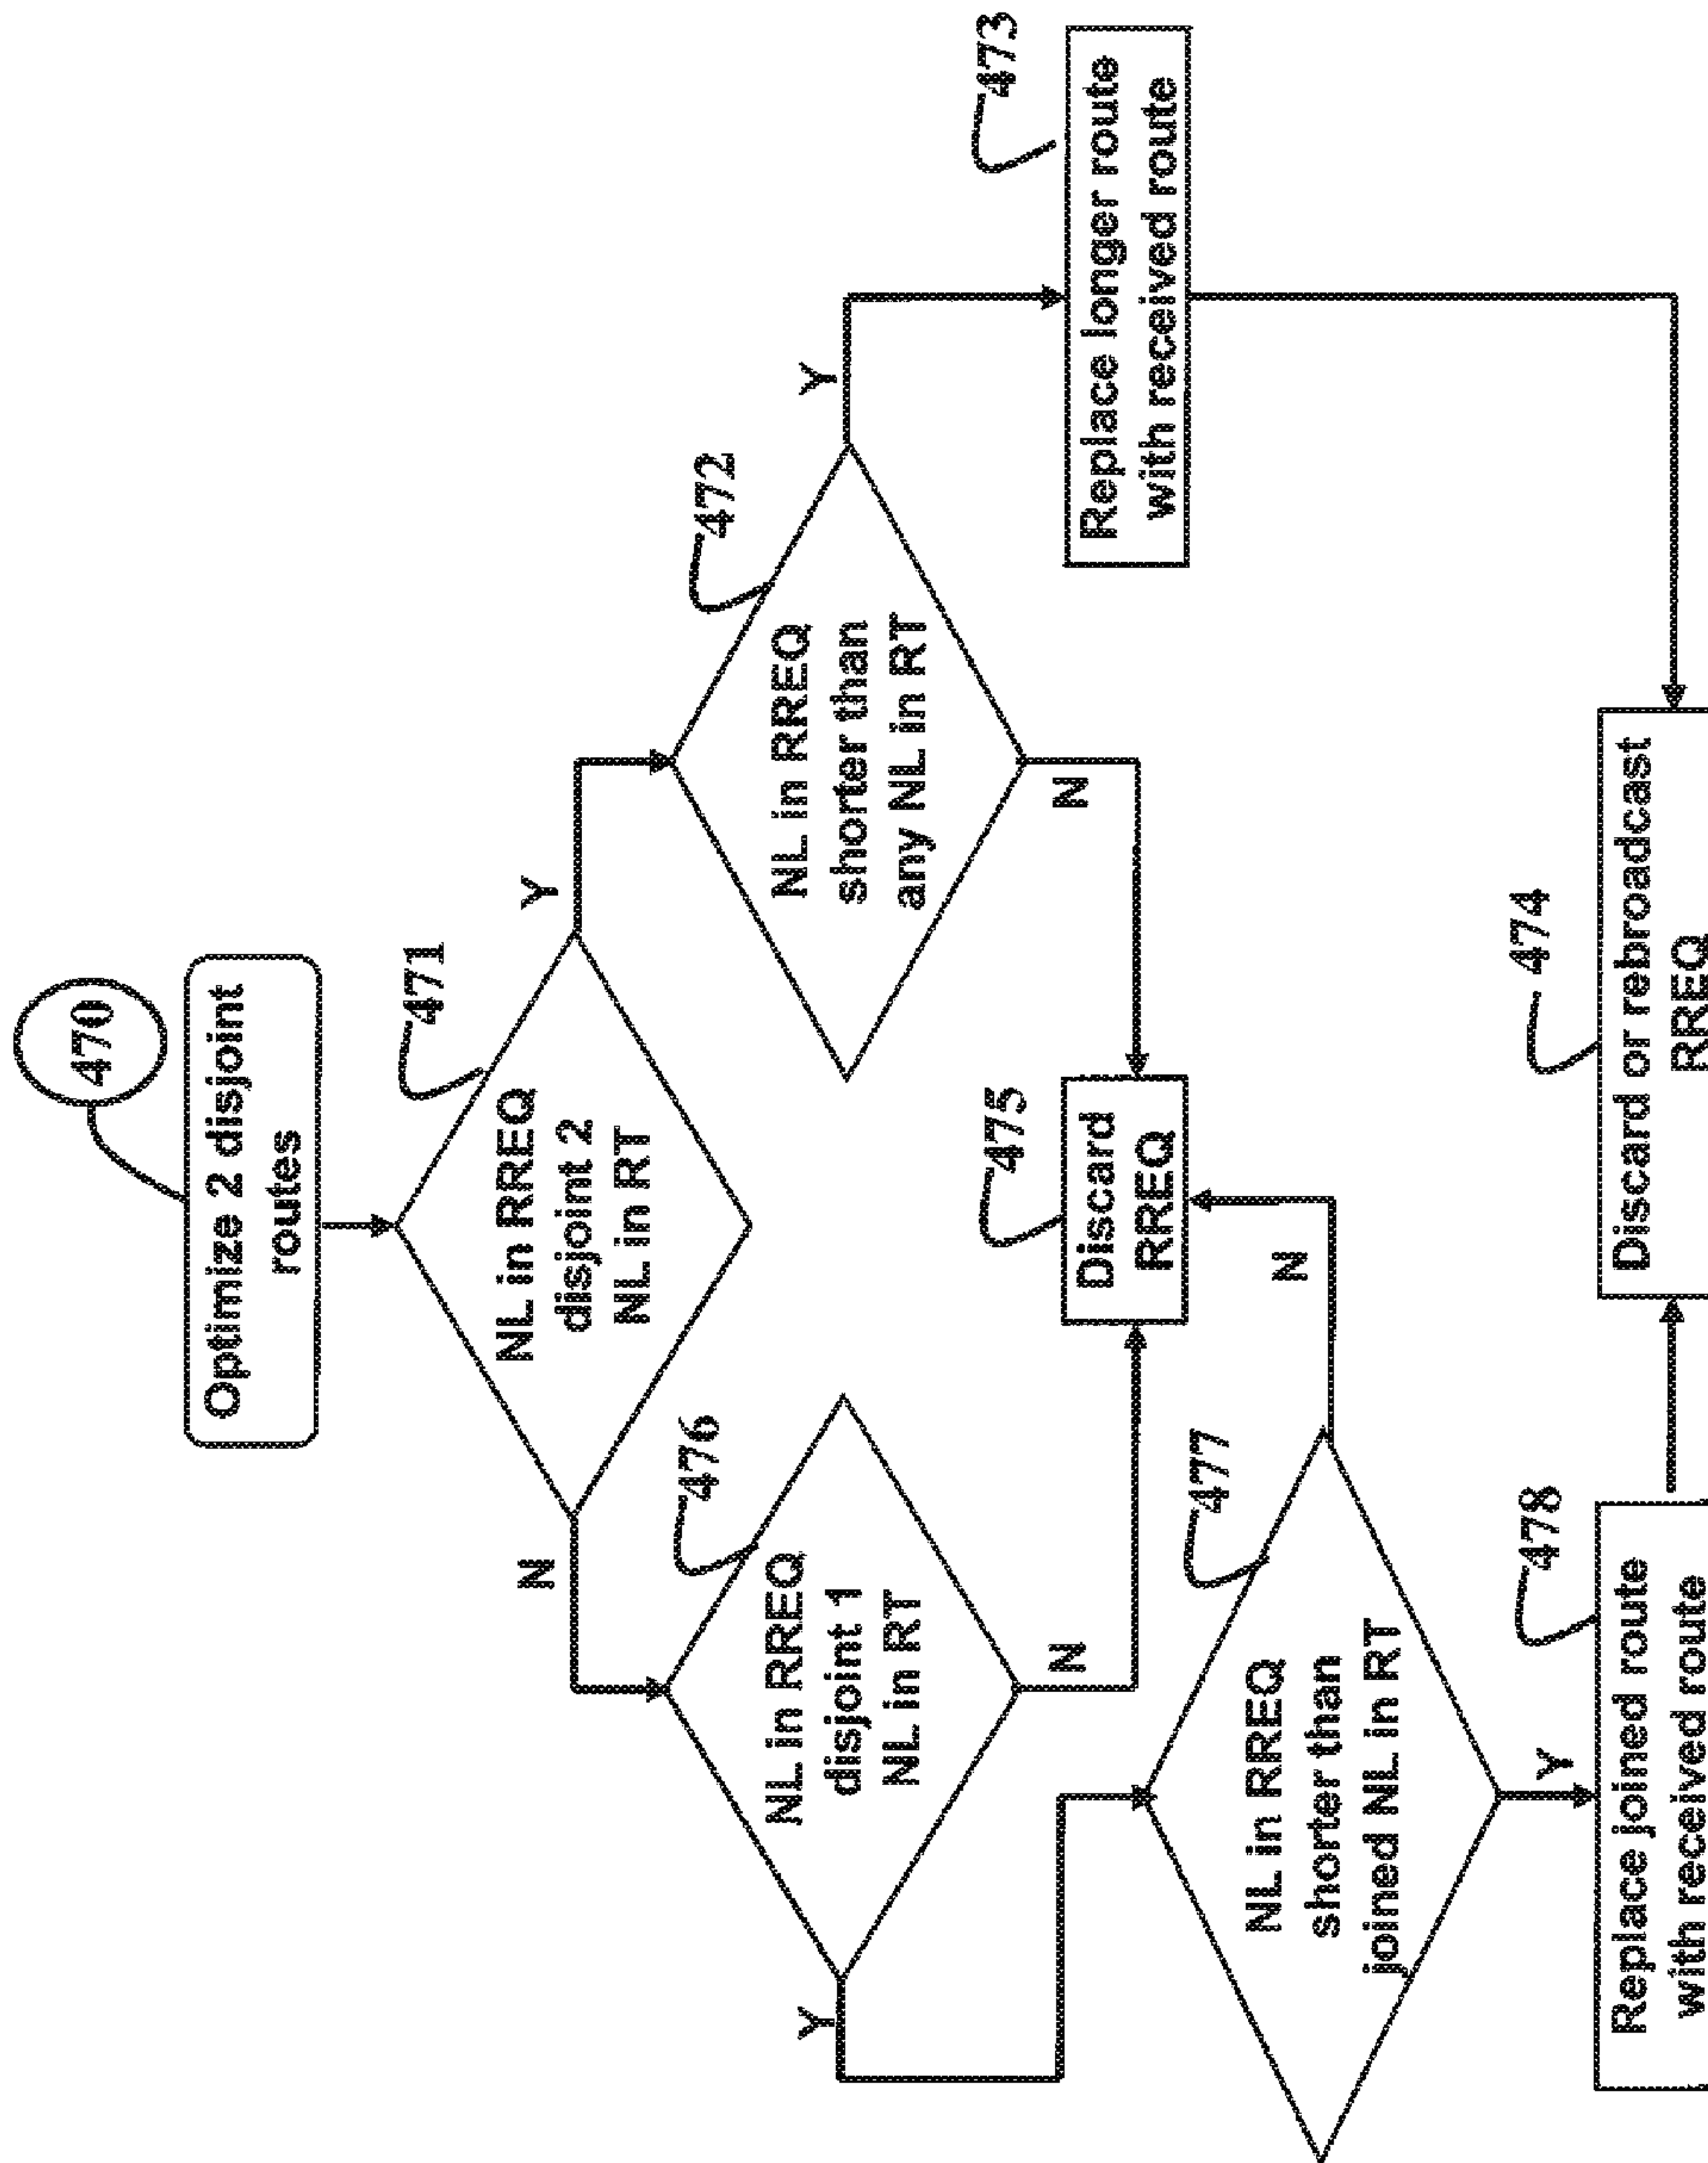 470
Optimize 2 disjoint
routes
471
NL in RREQ
disjoint 2
NL in RT
N
Y
476
NL in RREQ
disjoint 1
NL in RT
472
NL in RREQ
shorter than
any NL in RT
Y
N
Y
N
475
Discard
RREQ
473
Replace longer route
with received route
477
NL in RREQ
shorter than
joined NL in RT
N
Y
478
Replace joined route
with received route
474
Discard or rebroadcast
RREQ